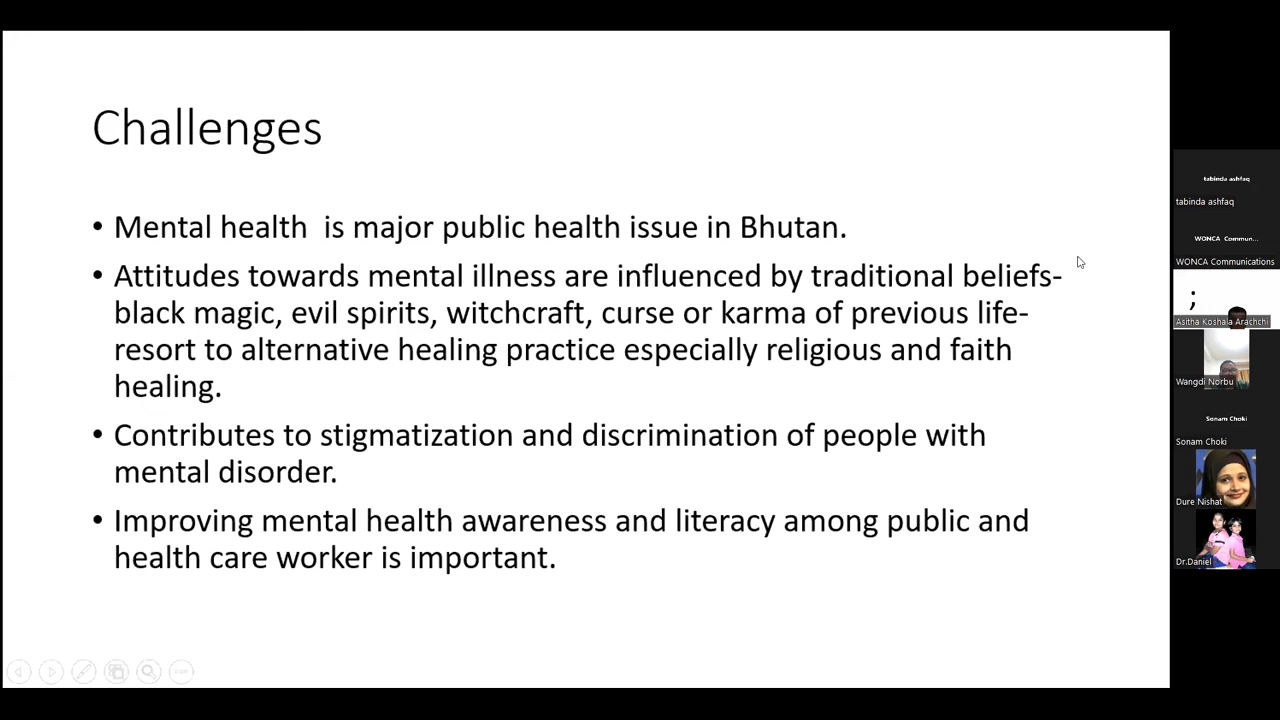 Challenges
• Mental health  is major public health issue in Bhutan.
• Attitudes towards mental illness are influenced by traditional beliefs-
black magic, evil spirits, witchcraft, curse or karma of previous life-
resort to alternative healing practice especially religious and faith
healing.
• Contributes to stigmatization and discrimination of people with
mental disorder.
• Improving mental health awareness and literacy among public and
health care worker is important.
tabinda ashfaq
tabinda ashfaq
WONCA Commun...
WONCA Communications
;
Asitha Koshala Arachchi
Wangdi Norbu
Sonam Choki
Sonam Choki
Dure Nishat
Dr.Daniel